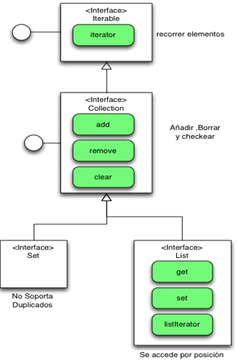 <Interface>
Iterable
iterator
recorrer elementos
<Interface>
Collection
add
remove
clear
Añadir ,Borrar
y checkear
<Interface>
Set
No Soporta
Duplicados
<Interface>
List
get
set
listIterator
Se accede por posición